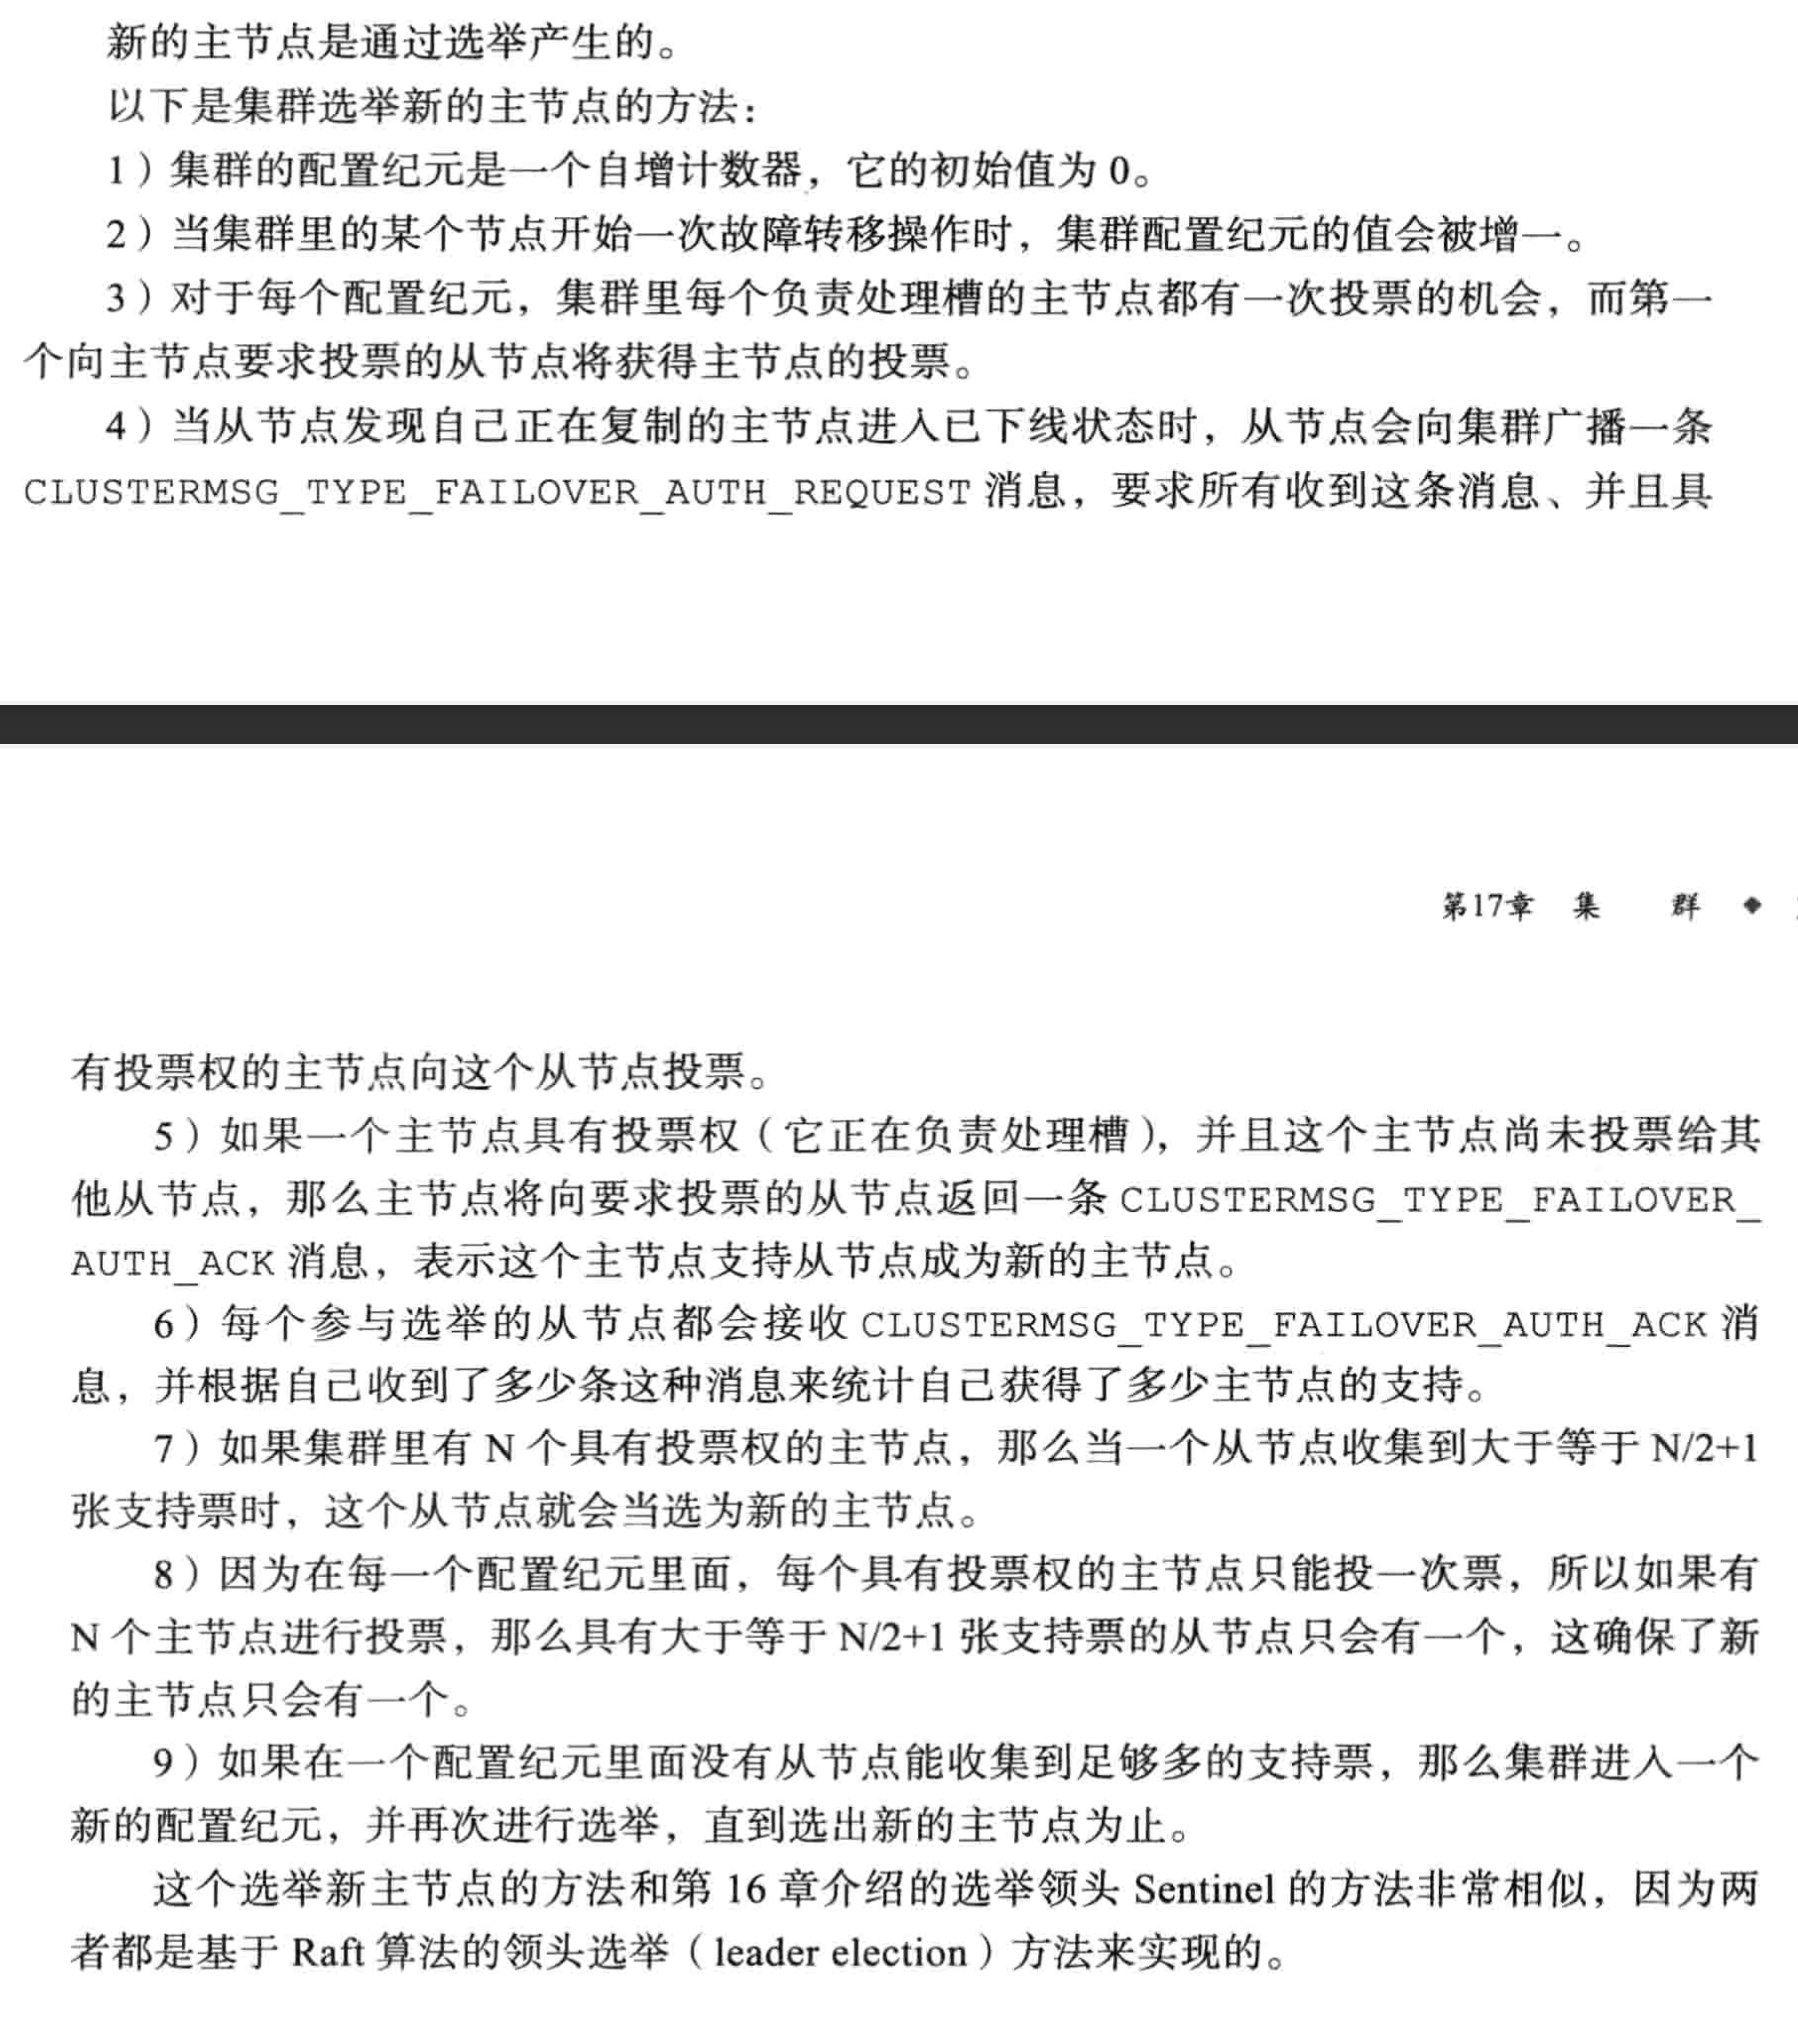 新的主节点是通过选举产生的。
以下是集群选举新的主节点的方法：
1）集群的配置纪元是一个自增计数器，它的初始值为 0。
2）当集群里的某个节点开始一次故障转移操作时，集群配置纪元的值会被增一。
3）对于每个配置纪元，集群里每个负责处理槽的主节点都有一次投票的机会，而第一
个向主节点要求投票的从节点将获得主节点的投票。
4）当从节点发现自己正在复制的主节点进入已下线状态时，从节点会向集群广播一条
CLUSTERMSG_TYPE_FAILOVER_AUTH_REQUEST 消息，要求所有收到这条消息、并且具
第17章 集 群 ◆
有投票权的主节点向这个从节点投票。
5）如果一个主节点具有投票权（它正在负责处理槽），并且这个主节点尚未投票给其
他从节点，那么主节点将向要求投票的从节点返回一条 CLUSTERMSG_TYPE_FAILOVER_
AUTH_ACK 消息，表示这个主节点支持从节点成为新的主节点。
6）每个参与选举的从节点都会接收 CLUSTERMSG_TYPE_FAILOVER_AUTH_ACK 消
息，并根据自己收到了多少条这种消息来统计自己获得了多少主节点的支持。
7）如果集群里有 N 个具有投票权的主节点，那么当一个从节点收集到大于等于 N/2+1
张支持票时，这个从节点就会当选为新的主节点。
8）因为在每一个配置纪元里面，每个具有投票权的主节点只能投一次票，所以如果有
N 个主节点进行投票，那么具有大于等于 N/2+1 张支持票的从节点只会有一个，这确保了新
的主节点只会有一个。
9）如果在一个配置纪元里面没有从节点能收集到足够多的支持票，那么集群进入一个
新的配置纪元，并再次进行选举，直到选出新的主节点为止。
这个选举新主节点的方法和第 16 章介绍的选举领头 Sentinel 的方法非常相似，因为两
者都是基于 Raft 算法的领头选举（leader election）方法来实现的。